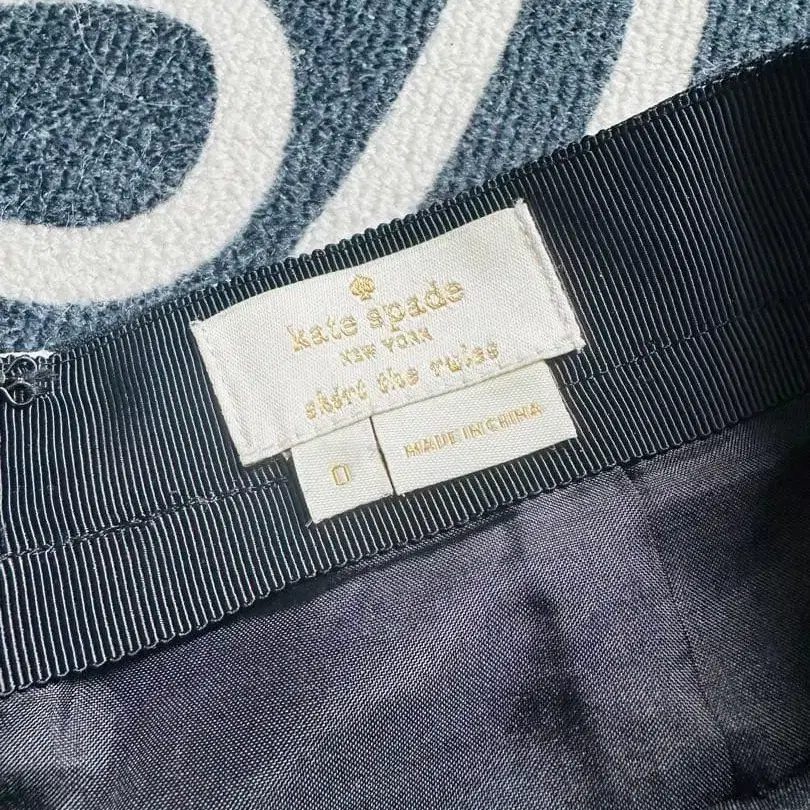 kate spade
NEW YORK
skirt the rules
0
MADE IN CHINA